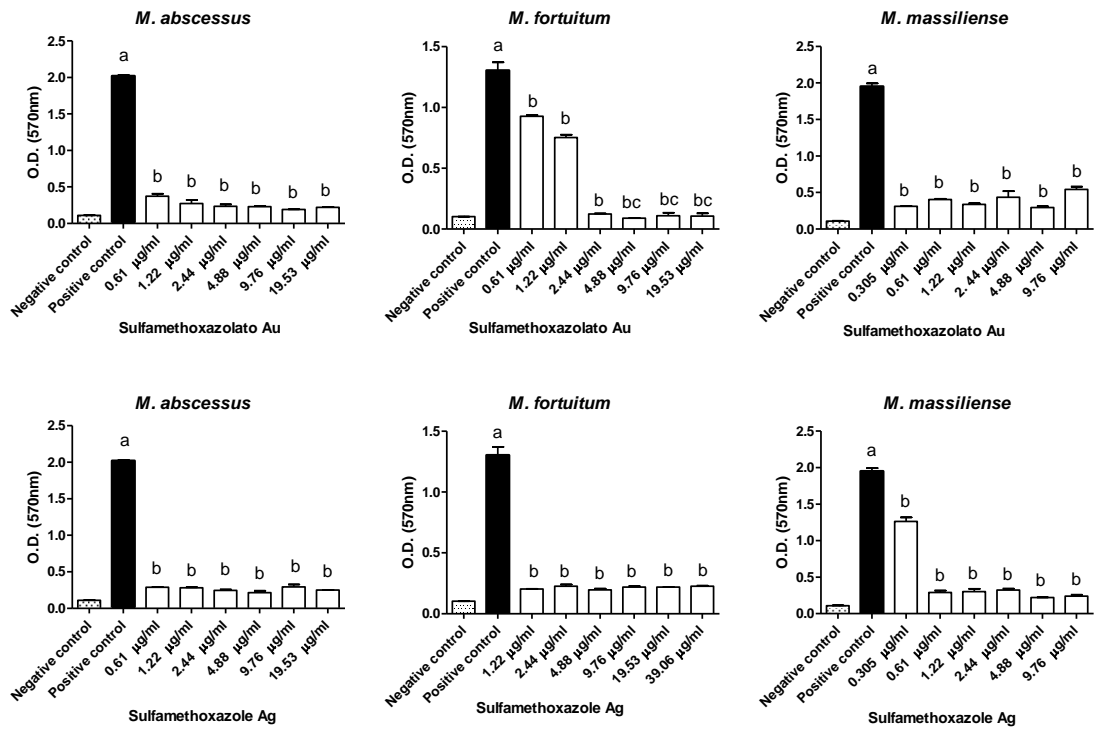 M. abscessus
a
b b b b b b
O.D. (570nm)
2.5
2.0
1.5
1.0
0.5
0.0
Negative control
Positive control
0.61 µg/ml
1.22 µg/ml
2.44 µg/ml
4.88 µg/ml
9.76 µg/ml
19.53 µg/ml
Sulfamethoxazolato Au
M. fortuitum
a
b b b bc bc bc
O.D. (570nm)
1.5
1.0
0.5
0.0
Negative control
Positive control
0.61 µg/ml
1.22 µg/ml
2.44 µg/ml
4.88 µg/ml
9.76 µg/ml
19.53 µg/ml
Sulfamethoxazolato Au
M. massiliense
a
b b b b b b
O.D. (570nm)
2.5
2.0
1.5
1.0
0.5
0.0
Negative control
Positive control
0.305 µg/ml
0.61 µg/ml
1.22 µg/ml
2.44 µg/ml
4.88 µg/ml
9.76 µg/ml
Sulfamethoxazolato Au
M. abscessus
a
b b b b b b
O.D. (570nm)
2.5
2.0
1.5
1.0
0.5
0.0
Negative control
Positive control
0.61 µg/ml
1.22 µg/ml
2.44 µg/ml
4.88 µg/ml
9.76 µg/ml
19.53 µg/ml
Sulfamethoxazole Ag
M. fortuitum
a
b b b b b b
O.D. (570nm)
1.5
1.0
0.5
0.0
Negative control
Positive control
1.22 µg/ml
2.44 µg/ml
4.88 µg/ml
9.76 µg/ml
19.53 µg/ml
39.06 µg/ml
Sulfamethoxazole Ag
M. massiliense
a
b b b b b b
O.D. (570nm)
2.5
2.0
1.5
1.0
0.5
0.0
Negative control
Positive control
0.305 µg/ml
0.61 µg/ml
1.22 µg/ml
2.44 µg/ml
4.88 µg/ml
9.76 µg/ml
Sulfamethoxazole Ag